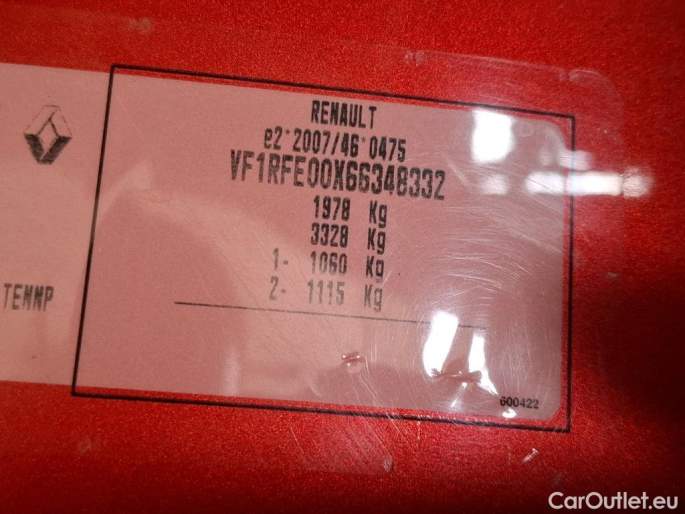 RENAULT
e2*2007/46*0475
VF1RFE00X66348332
1978 Kg
3328 Kg
1- 1060 Kg
2- 1115 Kg
TEMMP
600422
CarOutlet.eu